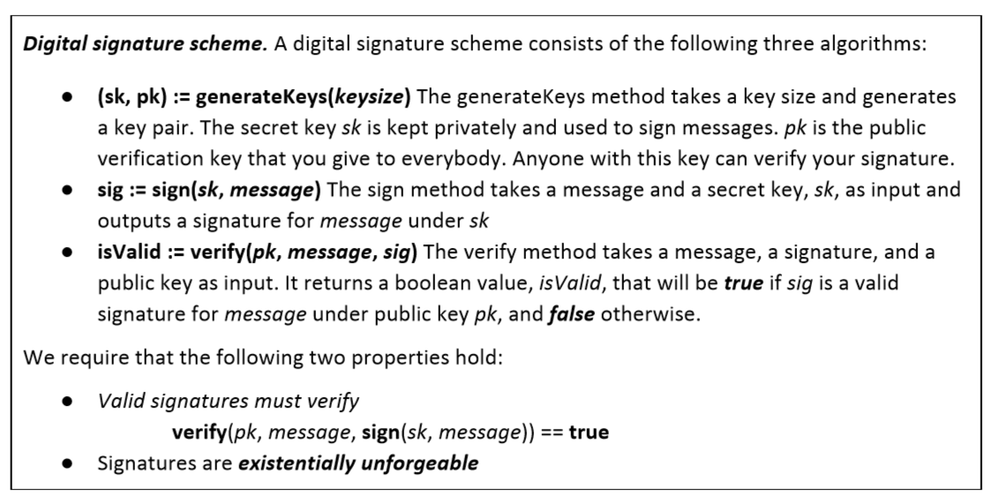 Digital signature scheme. A digital signature scheme consists of the following three algorithms:
● (sk, pk) := generateKeys(keysize) The generateKeys method takes a key size and generates
a key pair. The secret key sk is kept privately and used to sign messages. pk is the public
verification key that you give to everybody. Anyone with this key can verify your signature.
● sig := sign(sk, message) The sign method takes a message and a secret key, sk, as input and
outputs a signature for message under sk
● isValid := verify(pk, message, sig) The verify method takes a message, a signature, and a
public key as input. It returns a boolean value, isValid, that will be true if sig is a valid
signature for message under public key pk, and false otherwise.
We require that the following two properties hold:
● Valid signatures must verify
verify(pk, message, sign(sk, message)) == true
● Signatures are existentially unforgeable